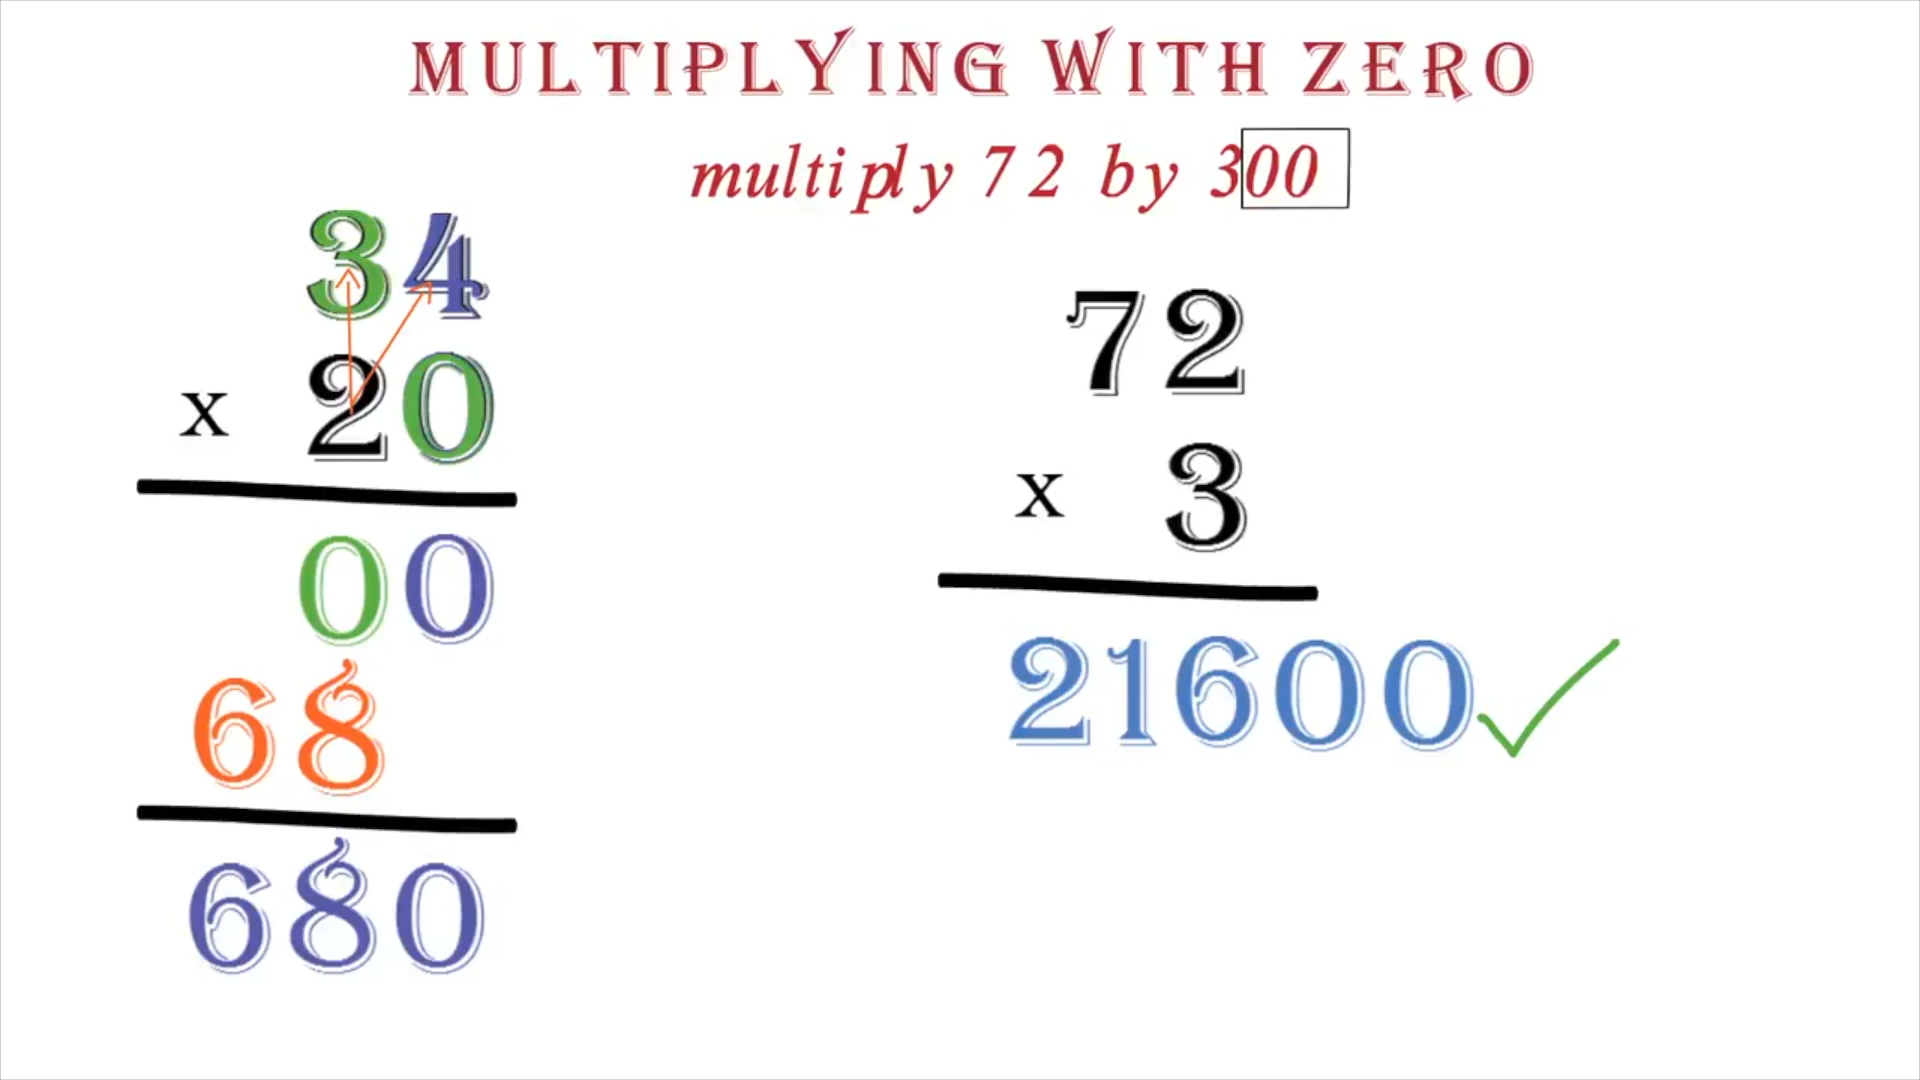 MULTIPLYING WITH ZERO
multiply 72 by 300
34
x 20
00
68
680
72
x 3
21600